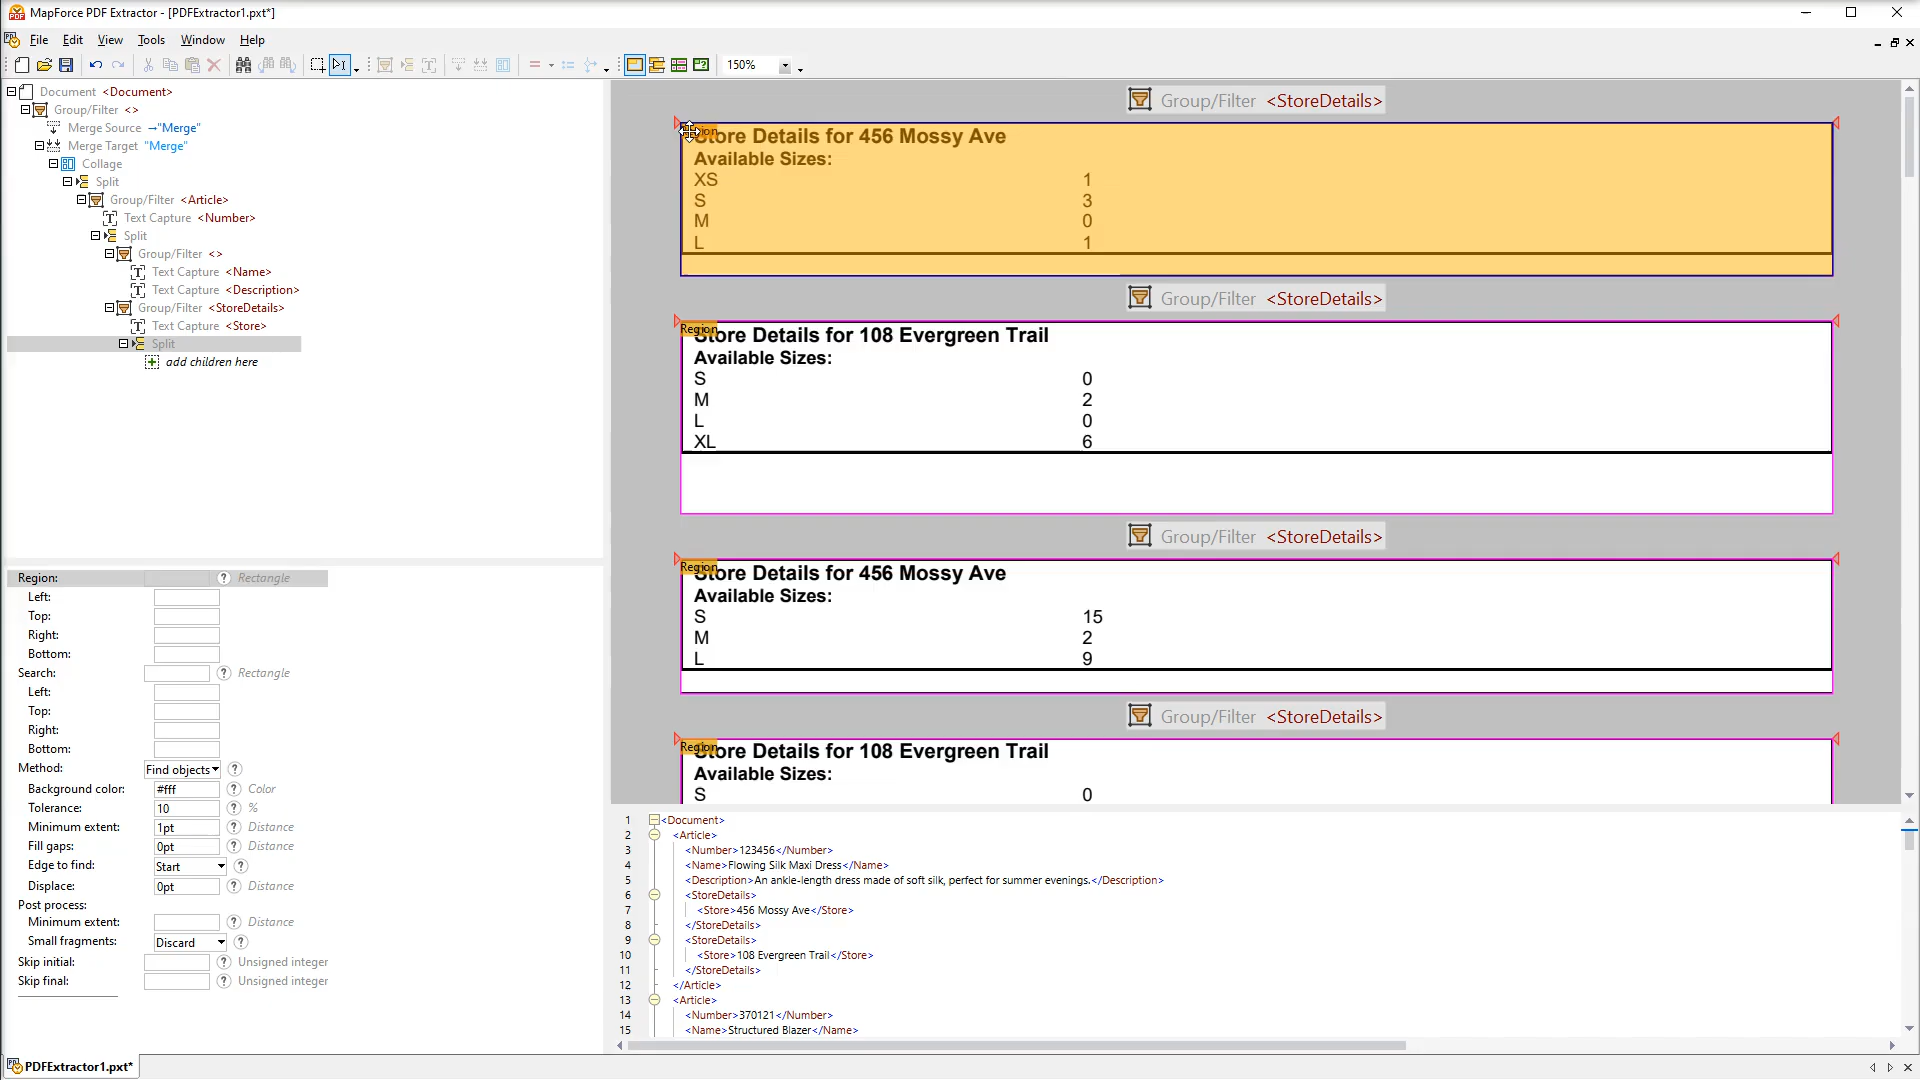 MapForce PDF Extractor - [PDFExtractor1.pxt*]
File Edit View Tools Window Help
150%
Document <Document>
Group/Filter <>
Merge Source →"Merge"
Merge Target "Merge"
Collage
Split
Group/Filter <Article>
Text Capture <Number>
Split
Group/Filter <>
Text Capture <Name>
Text Capture <Description>
Group/Filter <StoreDetails>
Text Capture <Store>
Split
add children here
Region: ? Rectangle
Left:
Top:
Right:
Bottom:
Search: ? Rectangle
Left:
Top:
Right:
Bottom:
Method: Find objects ?
Background color: #fff ? Color
Tolerance: 10 ? %
Minimum extent: 1pt ? Distance
Fill gaps: 0pt ? Distance
Edge to find: Start ?
Displace: 0pt ? Distance
Post process:
Minimum extent: ? Distance
Small fragments: Discard ?
Skip initial: ? Unsigned integer
Skip final: ? Unsigned integer
Group/Filter <StoreDetails>
Store Details for 456 Mossy Ave
Available Sizes:
XS 1
S 3
M 0
L 1
Group/Filter <StoreDetails>
Region
Store Details for 108 Evergreen Trail
Available Sizes:
S 0
M 2
L 0
XL 6
Group/Filter <StoreDetails>
Region
Store Details for 456 Mossy Ave
Available Sizes:
S 15
M 2
L 9
Group/Filter <StoreDetails>
Region
Store Details for 108 Evergreen Trail
Available Sizes:
S 0
1 <Document>
2 <Article>
3 <Number>123456</Number>
4 <Name>Flowing Silk Maxi Dress</Name>
5 <Description>An ankle-length dress made of soft silk, perfect for summer evenings.</Description>
6 <StoreDetails>
7 <Store>456 Mossy Ave</Store>
8 </StoreDetails>
9 <StoreDetails>
10 <Store>108 Evergreen Trail</Store>
11 </StoreDetails>
12 </Article>
13 <Article>
14 <Number>370121</Number>
15 <Name>Structured Blazer</Name>
PDFExtractor1.pxt*